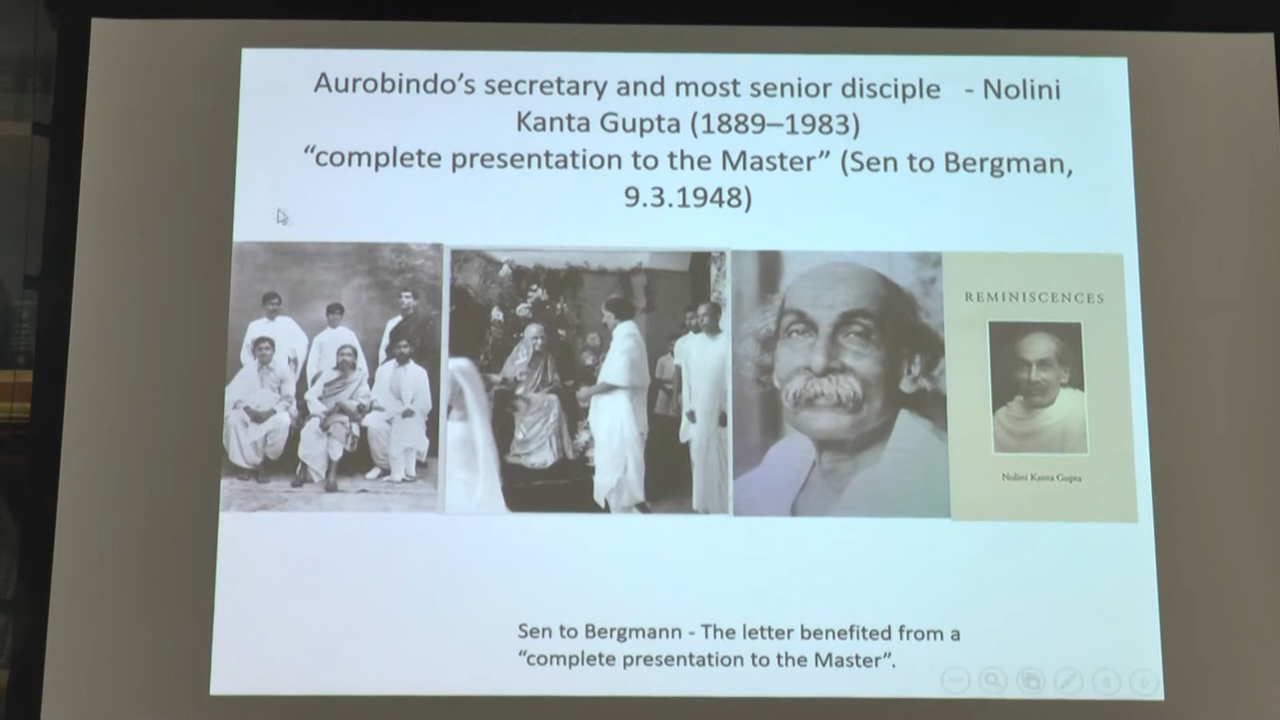 Aurobindo’s secretary and most senior disciple - Nolini
Kanta Gupta (1889–1983)
“complete presentation to the Master” (Sen to Bergman,
9.3.1948)
REMINISCENCES
Nolini Kanta Gupta
Sen to Bergmann - The letter benefited from a
“complete presentation to the Master”.